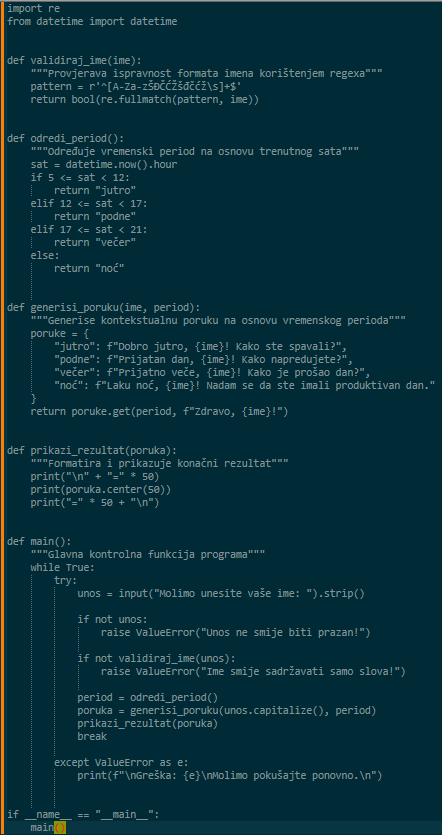 import re
from datetime import datetime
def validiraj_ime(ime):
    """Provjerava ispravnost formata imena korištenjem regexa"""
    pattern = r'^[A-Za-zŠĐČĆŽšđčćž\s]+$'
    return bool(re.fullmatch(pattern, ime))
def odredi_period():
    """Određuje vremenski period na osnovu trenutnog sata"""
    sat = datetime.now().hour
    if 5 <= sat < 12:
        return "jutro"
    elif 12 <= sat < 17:
        return "podne"
    elif 17 <= sat < 21:
        return "večer"
    else:
        return "noć"
def generisi_poruku(ime, period):
    """Generise kontekstualnu poruku na osnovu vremenskog perioda"""
    poruke = {
        "jutro": f"Dobro jutro, {ime}! Kako ste spavali?",
        "podne": f"Prijatan dan, {ime}! Kako napredujete?",
        "večer": f"Prijatno veče, {ime}! Kako je prošao dan?",
        "noć": f"Laku noć, {ime}! Nadam se da ste imali produktivan dan."
    }
    return poruke.get(period, f"Zdravo, {ime}!")
def prikazi_rezultat(poruka):
    """Formatira i prikazuje konačni rezultat"""
    print("\n" + "=" * 50)
    print(poruka.center(50))
    print("=" * 50 + "\n")
def main():
    """Glavna kontrolna funkcija programa"""
    while True:
        try:
            unos = input("Molimo unesite vaše ime: ").strip()
            if not unos:
                raise ValueError("Unos ne smije biti prazan!")
            if not validiraj_ime(unos):
                raise ValueError("Ime smije sadržavati samo slova!")
            period = odredi_period()
            poruka = generisi_poruku(unos.capitalize(), period)
            prikazi_rezultat(poruka)
            break
        except ValueError as e:
            print(f"\nGreška: {e}\nMolimo pokušajte ponovno.\n")
if __name__ == "__main__":
    main()